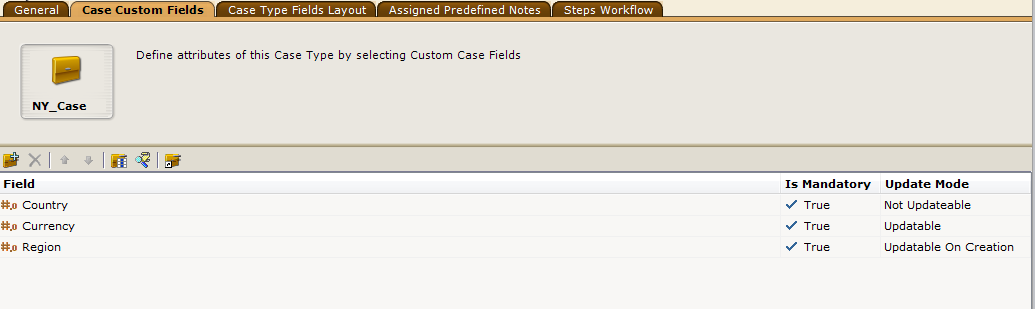 General Case Custom Fields Case Type Fields Layout Assigned Predefined Notes Steps Workflow
Define attributes of this Case Type by selecting Custom Case Fields
NY_Case
Field Is Mandatory Update Mode
#.0 Country True Not Updateable
#.0 Currency True Updatable
#.0 Region True Updatable On Creation